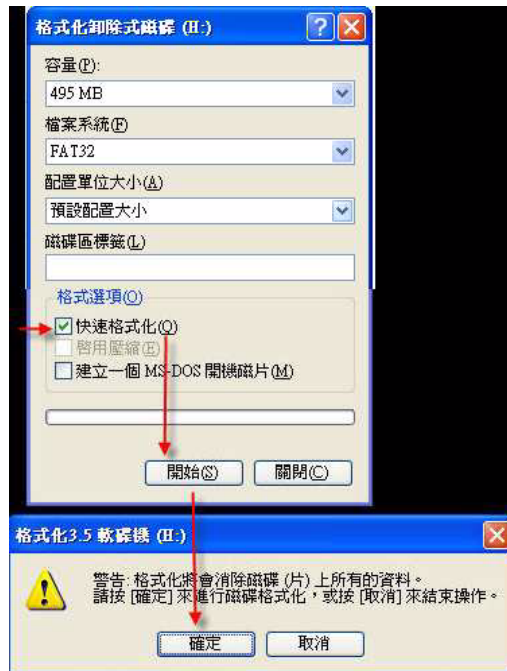 格式化卸除式磁碟 (H:)
容量(P):
495 MB
檔案系統(F)
FAT32
配置單位大小(A)
預設配置大小
磁碟區標籤(L)
格式選項(O)
快速格式化(Q)
啓用壓縮(E)
建立一個 MS-DOS 開機磁片(M)
開始(S)
關閉(C)
格式化3.5 軟碟機 (H:)
警告: 格式化將會消除磁碟 (片) 上所有的資料。
請按 [確定] 來進行磁碟格式化，或按 [取消] 來結束操作。
確定
取消